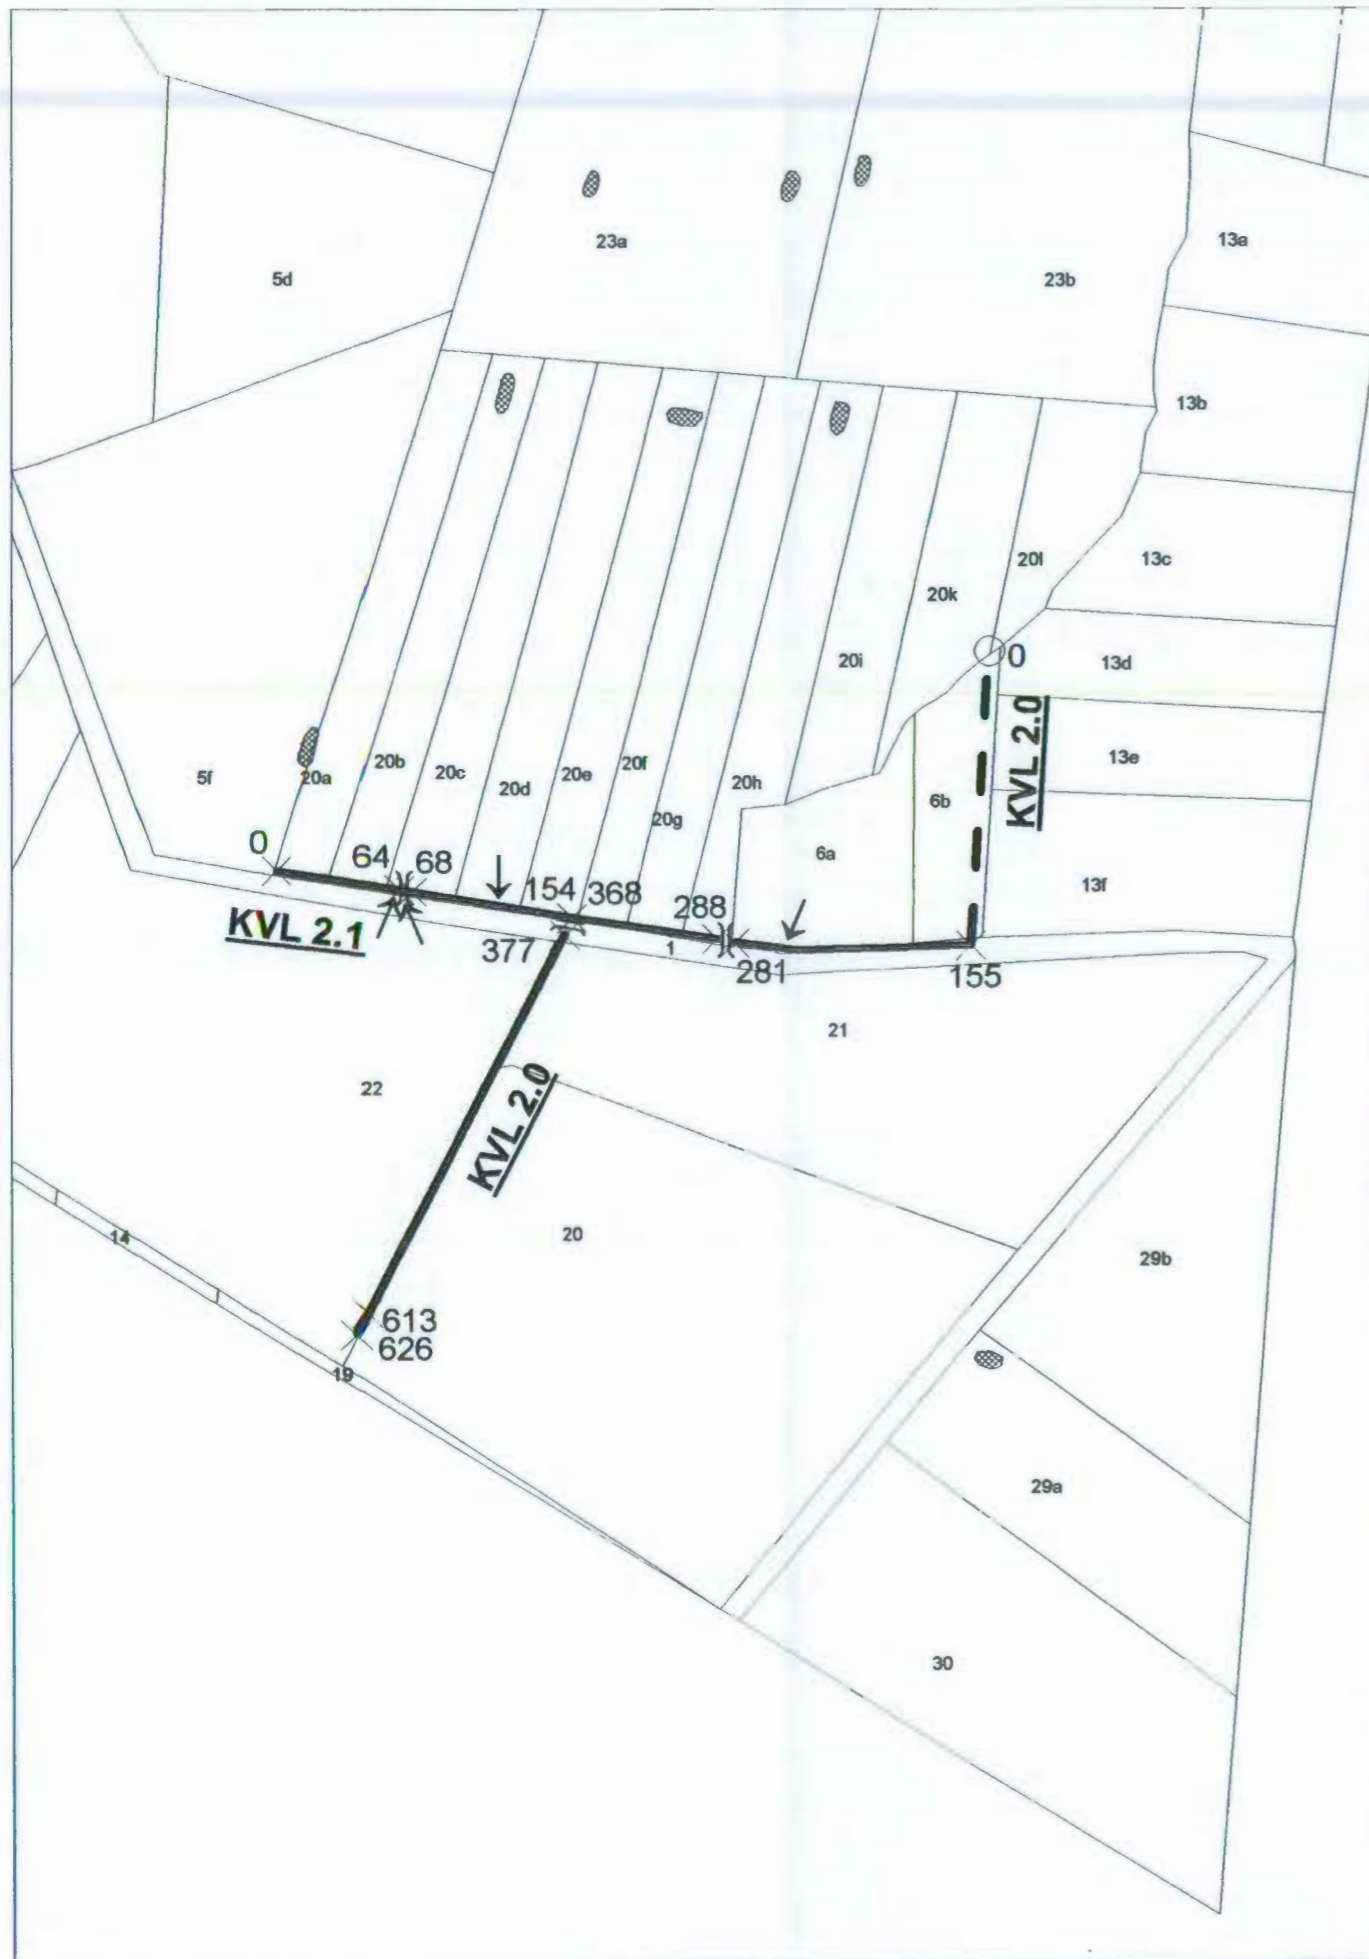 23a
13a
5d
23b
13b
20l
13c
20k
20i
0
13d
KVL 2.0
5f
20a
20b
20c
20d
20e
20f
20g
20h
6b
13e
6a
13f
0
64
68
154
368
288
KVL 2.1
377
1
281
155
21
22
KVL 2.0
20
14
29b
613
626
19
29a
30